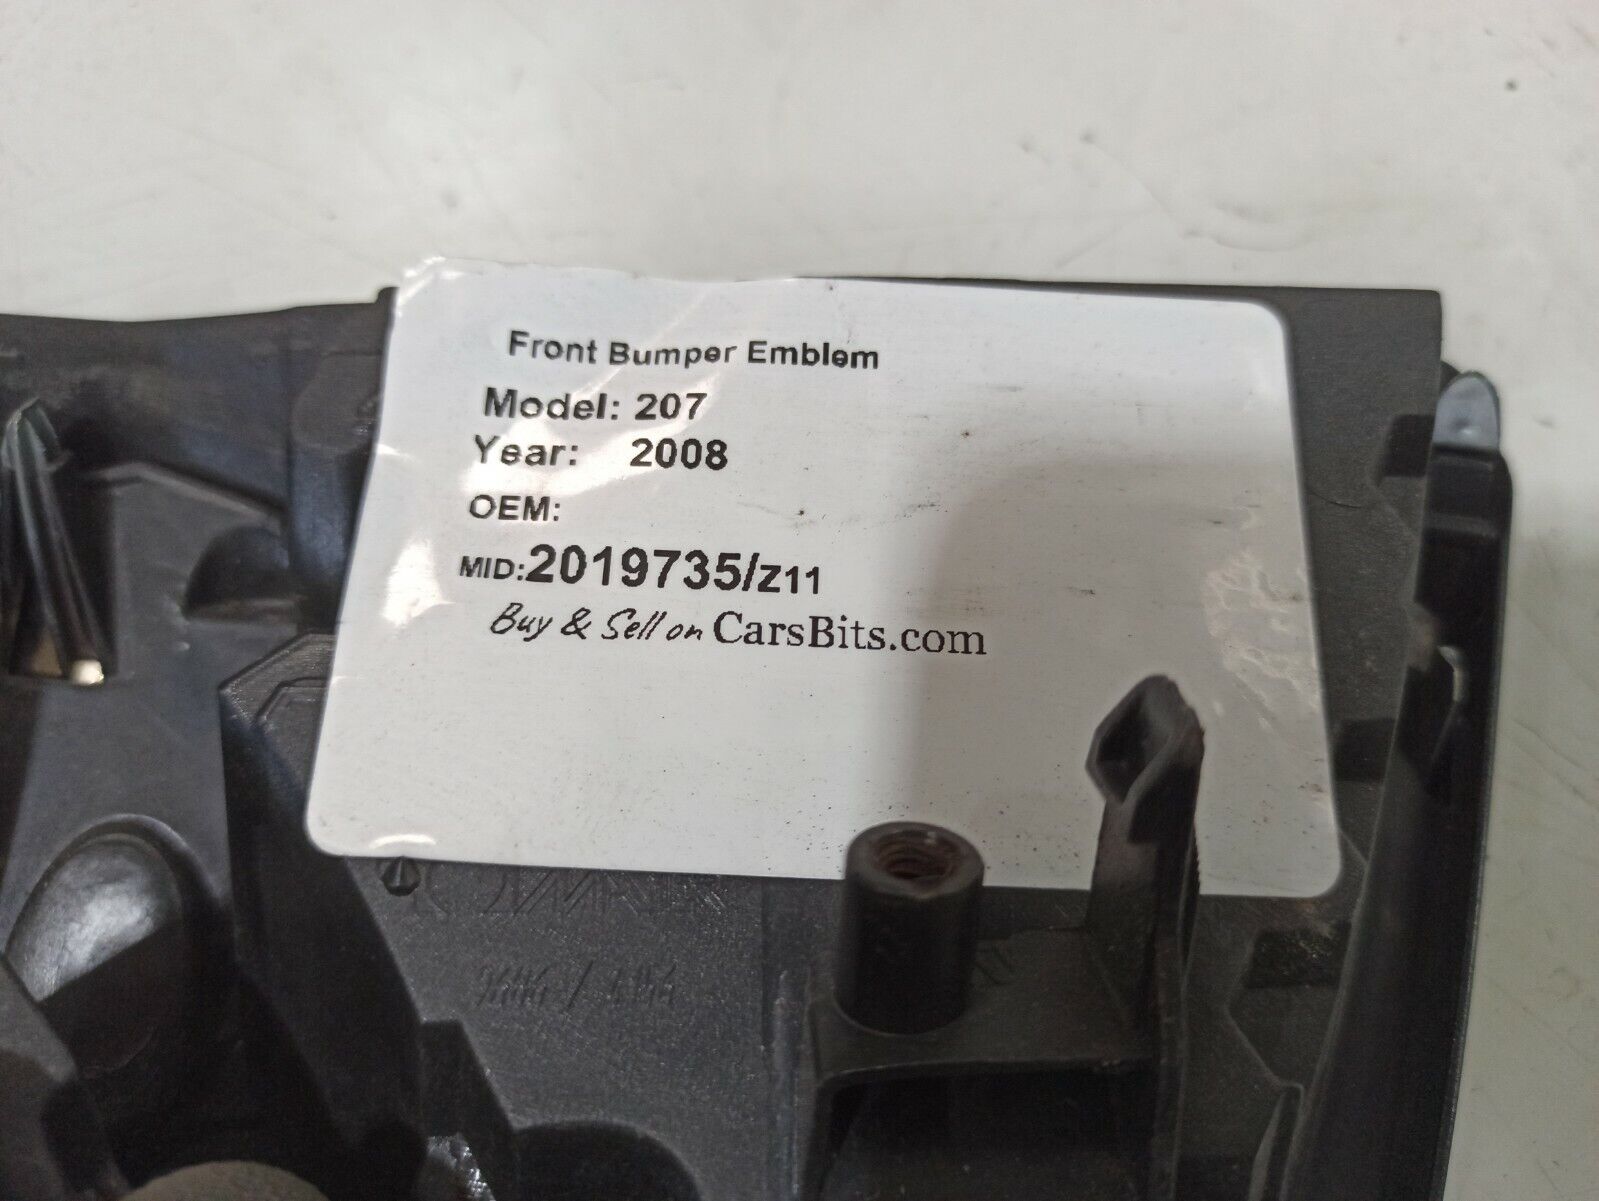 Front Bumper Emblem
Model: 207
Year: 2008
OEM:
MID:2019735/Z11
Buy & Sell on CarsBits.com